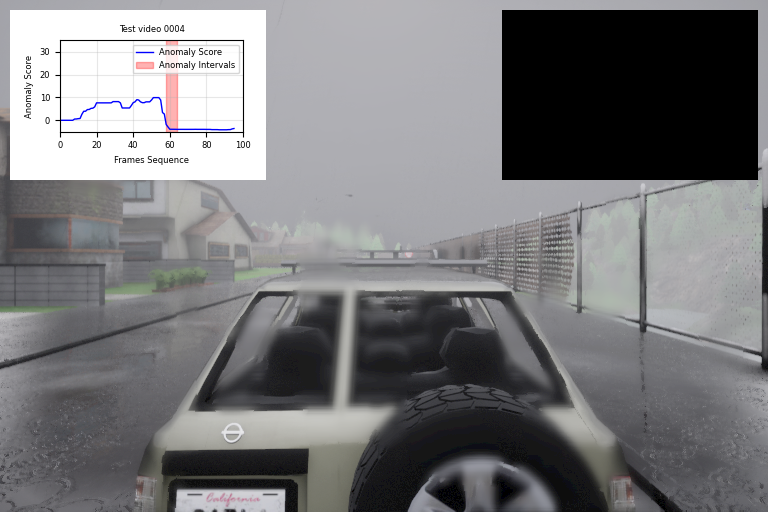 Test video 0004
Anomaly Score
30
20
10
0
Anomaly Score
Anomaly Intervals
0 20 40 60 80 100
Frames Sequence
California